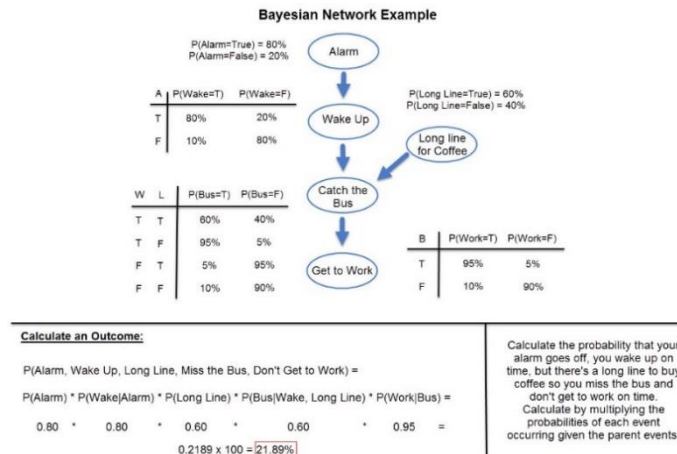 Bayesian Network Example
P(Alarm=True) = 80%
P(Alarm=False) = 20%
Alarm
A P(Wake=T) P(Wake=F)
T 80% 20%
F 10% 80%
Wake Up
P(Long Line=True) = 60%
P(Long Line=False) = 40%
Long line
for Coffee
Catch the
Bus
W L P(Bus=T) P(Bus=F)
T T 60% 40%
T F 95% 5%
F T 5% 95%
F F 10% 90%
Get to Work
B P(Work=T) P(Work=F)
T 95% 5%
F 10% 90%
Calculate an Outcome:
P(Alarm, Wake Up, Long Line, Miss the Bus, Don't Get to Work) =
P(Alarm) * P(Wake|Alarm) * P(Long Line) * P(Bus|Wake, Long Line) * P(Work|Bus) =
0.80 * 0.80 * 0.60 * 0.60 * 0.95 =
0.2189 x 100 = 21.89%
Calculate the probability that your
alarm goes off, you wake up on
time, but there's a long line to buy
coffee so you miss the bus and
don't get to work on time.
Calculate by multiplying the
probabilities of each event
occurring given the parent events